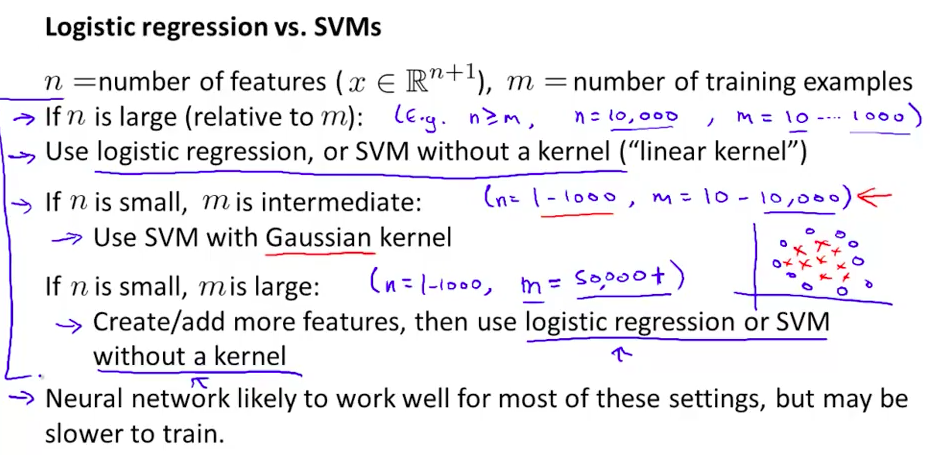 Logistic regression vs. SVMs
n =number of features ( x ∈ ℝⁿ⁺¹), m = number of training examples
→ If n is large (relative to m): (E.g. n ≥ m, n = 10,000 , m = 10 ---- 1000)
→ Use logistic regression, or SVM without a kernel (“linear kernel”)
→ If n is small, m is intermediate: (n = 1-1000, m = 10 - 10,000) ←
→ Use SVM with Gaussian kernel
If n is small, m is large: (n = 1-1000, m = 50,000+)
→ Create/add more features, then use logistic regression or SVM
without a kernel
→ Neural network likely to work well for most of these settings, but may be
slower to train.